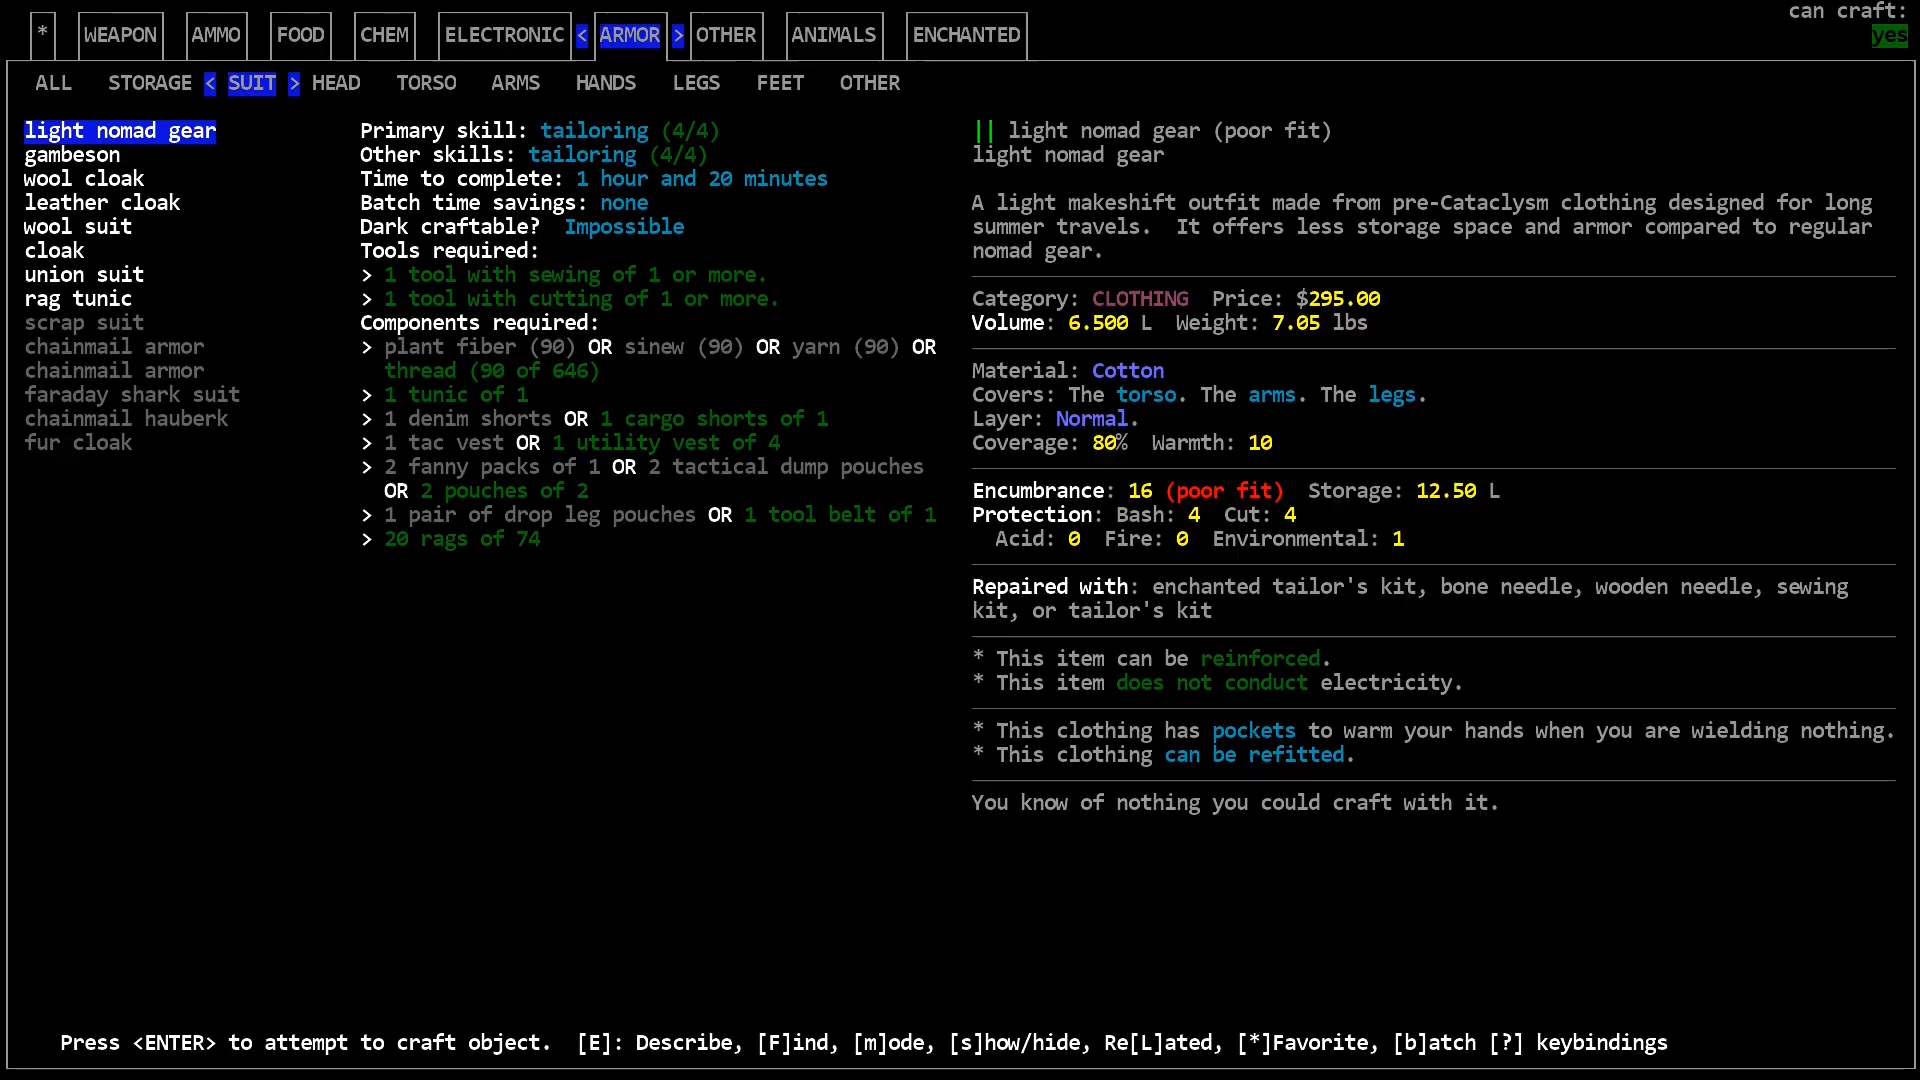 can craft:
* WEAPON AMMO FOOD CHEM ELECTRONIC < ARMOR > OTHER ANIMALS ENCHANTED yes
ALL STORAGE < SUIT > HEAD TORSO ARMS HANDS LEGS FEET OTHER
light nomad gear
gambeson
wool cloak
leather cloak
wool suit
cloak
union suit
rag tunic
scrap suit
chainmail armor
chainmail armor
faraday shark suit
chainmail hauberk
fur cloak
Primary skill: tailoring (4/4)
Other skills: tailoring (4/4)
Time to complete: 1 hour and 20 minutes
Batch time savings: none
Dark craftable? Impossible
Tools required:
> 1 tool with sewing of 1 or more.
> 1 tool with cutting of 1 or more.
Components required:
> plant fiber (90) OR sinew (90) OR yarn (90) OR
thread (90 of 646)
> 1 tunic of 1
> 1 denim shorts OR 1 cargo shorts of 1
> 1 tac vest OR 1 utility vest of 4
> 2 fanny packs of 1 OR 2 tactical dump pouches
OR 2 pouches of 2
> 1 pair of drop leg pouches OR 1 tool belt of 1
> 20 rags of 74
|| light nomad gear (poor fit)
light nomad gear
A light makeshift outfit made from pre-Cataclysm clothing designed for long
summer travels. It offers less storage space and armor compared to regular
nomad gear.
Category: CLOTHING Price: $295.00
Volume: 6.500 L Weight: 7.05 lbs
Material: Cotton
Covers: The torso. The arms. The legs.
Layer: Normal.
Coverage: 80% Warmth: 10
Encumbrance: 16 (poor fit) Storage: 12.50 L
Protection: Bash: 4 Cut: 4
Acid: 0 Fire: 0 Environmental: 1
Repaired with: enchanted tailor's kit, bone needle, wooden needle, sewing
kit, or tailor's kit
* This item can be reinforced.
* This item does not conduct electricity.
* This clothing has pockets to warm your hands when you are wielding nothing.
* This clothing can be refitted.
You know of nothing you could craft with it.
Press <ENTER> to attempt to craft object. [E]: Describe, [F]ind, [m]ode, [s]how/hide, Re[L]ated, [*]Favorite, [b]atch [?] keybindings